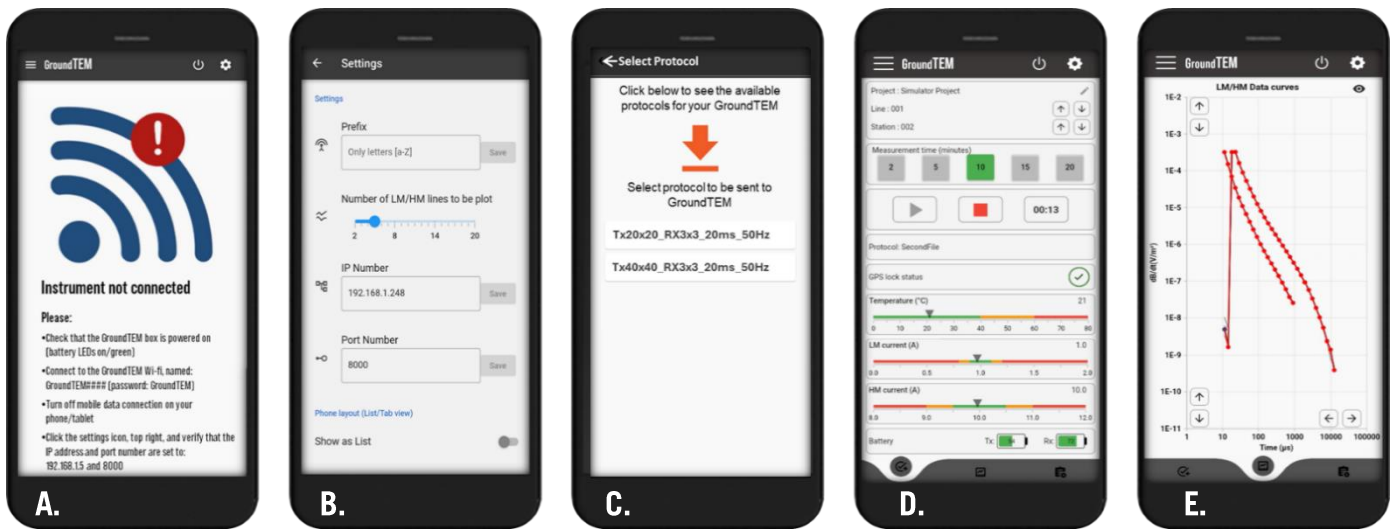 GroundTEM
Instrument not connected
Please:
•Check that the GroundTEM box is powered on
(battery LEDs on/green)
•Connect to the GroundTEM Wi-fi, named:
GroundTEM#### (password: GroundTEM)
•Turn off mobile data connection on your
phone/tablet
•Click the settings icon, top right, and verify that the
IP address and port number are set to:
192.168.1.5 and 8000
A.
Settings
Settings
Prefix
Only letters [a-Z]
Save
Number of LM/HM lines to be plot
2 8 14 20
IP Number
192.168.1.248
Save
Port Number
8000
Save
Phone layout (List/Tab view)
Show as List
B.
Select Protocol
Click below to see the available
protocols for your GroundTEM
Select protocol to be sent to
GroundTEM
Tx20x20_RX3x3_20ms_50Hz
Tx40x40_RX3x3_20ms_50Hz
C.
GroundTEM
Project : Simulator Project
Line : 001
Station : 002
Measurement time (minutes)
2 5 10 15 20
00:13
Protocol: SecondFile
GPS lock status
Temperature (°C) 21
0 10 20 30 40 50 60 70 80
LM current (A) 1.0
0.0 0.5 1.0 1.5 2.0
HM current (A) 10.0
8.0 9.0 10.0 11.0 12.0
Battery Tx: Rx:
D.
GroundTEM
LM/HM Data curves
1E-2
1E-3
1E-4
1E-5
1E-6
1E-7
1E-8
1E-9
1E-10
1E-11
dB/dt(V/m²)
1 10 100 1000 10000 100000
Time (µs)
E.